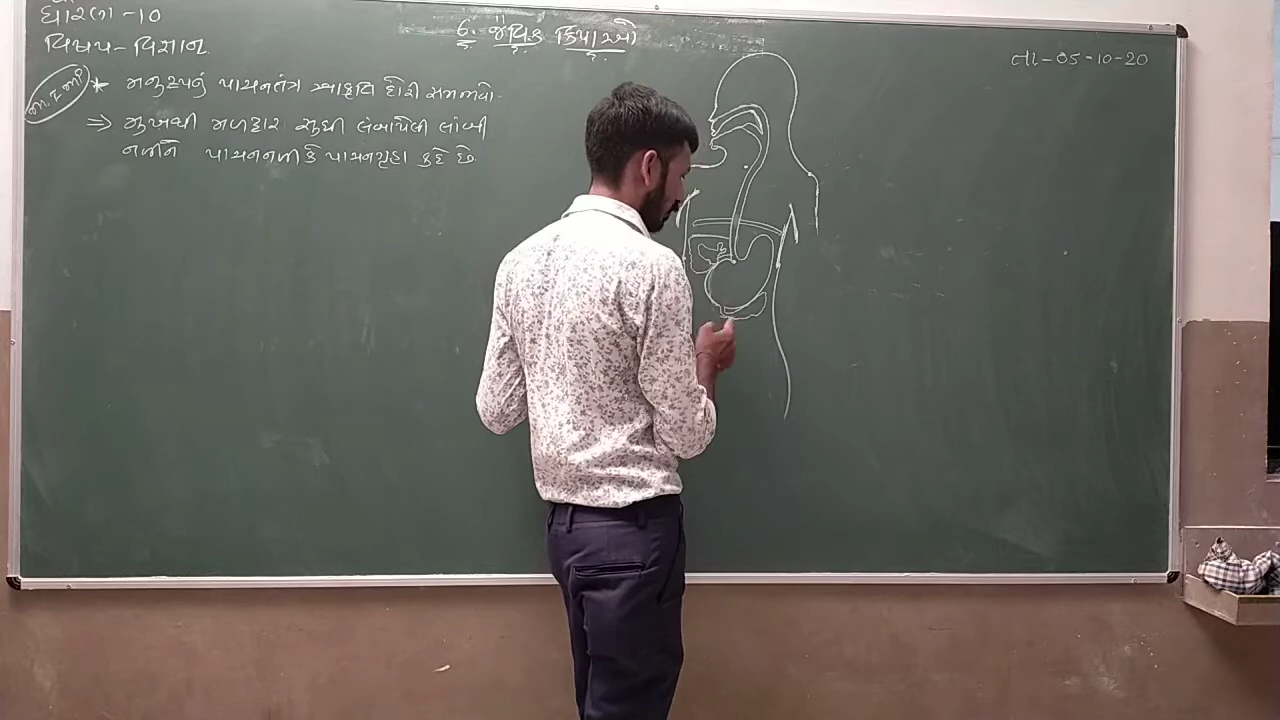 ધોરણ - 10
વિષય - વિજ્ઞાન
6. જૈવિક ક્રિયાઓ
તા - 05-10-20
* મનુષ્યનું પાચનતંત્ર આકૃતિ દોરી સમજાવો.
⇒ મુખથી મળદ્વાર સુધી લંબાયેલી લાંબી
નળીને પાચનનળી કે પાચનગુહા કહે છે.